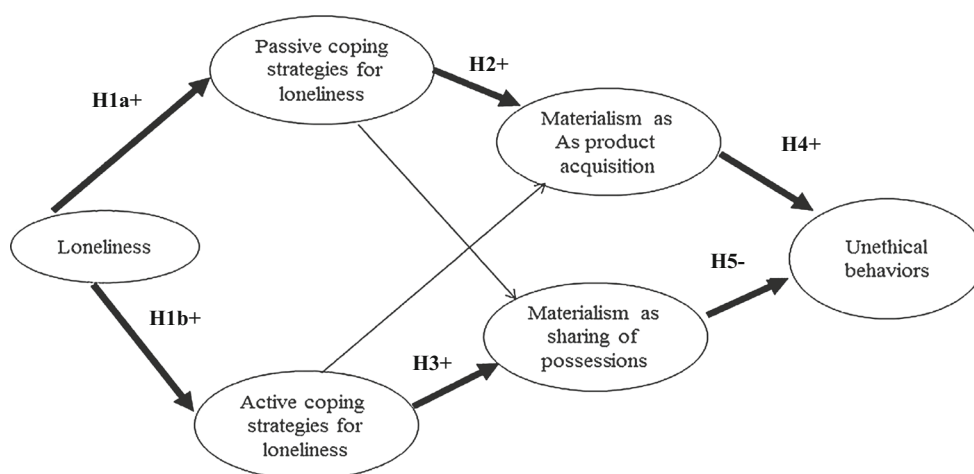 Passive coping
strategies for
loneliness
H2+
H1a+
Materialism as
As product
acquisition
H4+
Loneliness
Unethical
behaviors
H5-
H1b+
Materialism as
sharing of
possessions
H3+
Active coping
strategies for
loneliness